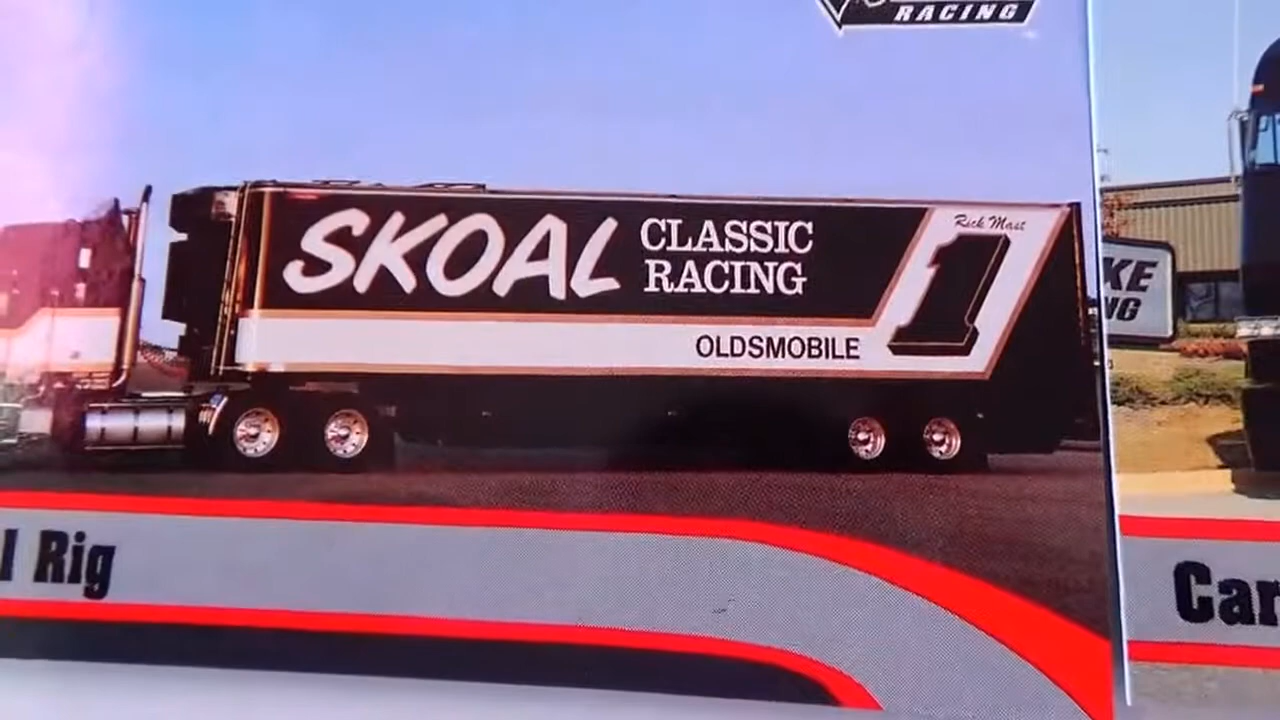 RACING
SKOAL
CLASSIC
RACING
Rick Mast
1
OLDSMOBILE
KE
NG
l Rig
Car